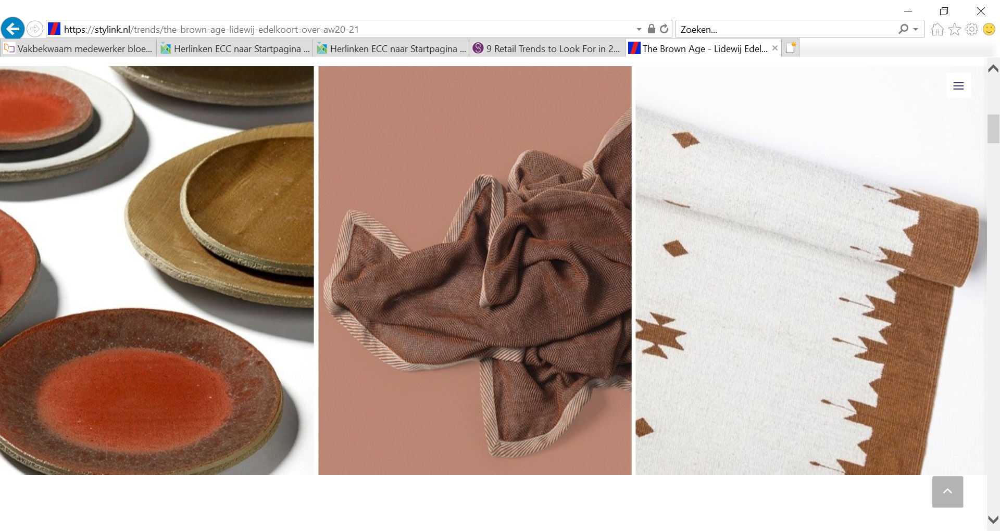 https://stylink.nl/trends/the-brown-age-lidewij-edelkoort-over-aw20-21
Zoeken...
Vakbekwaam medewerker bloe...
Herlinken ECC naar Startpagina ...
Herlinken ECC naar Startpagina ...
9 Retail Trends to Look For in 2...
The Brown Age - Lidewij Edel...